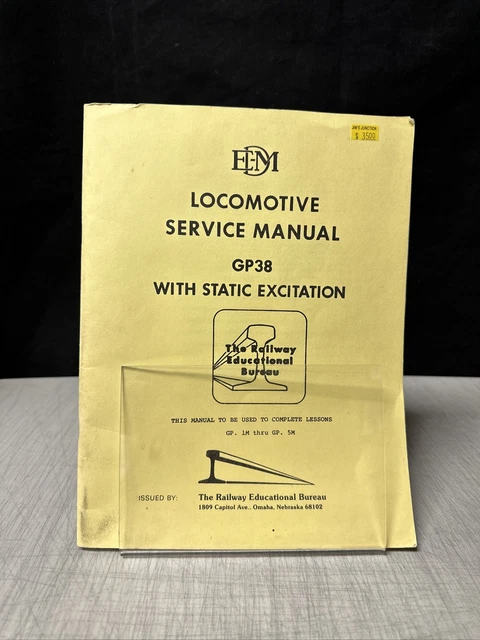 JIM'S JUNCTION
$ 3500
EMD
LOCOMOTIVE
SERVICE MANUAL
GP38
WITH STATIC EXCITATION
The Railway
Educational
Bureau
THIS MANUAL TO BE USED TO COMPLETE LESSONS
GP. 1M thru GP. 5M
ISSUED BY:
The Railway Educational Bureau
1809 Capitol Ave., Omaha, Nebraska 68102